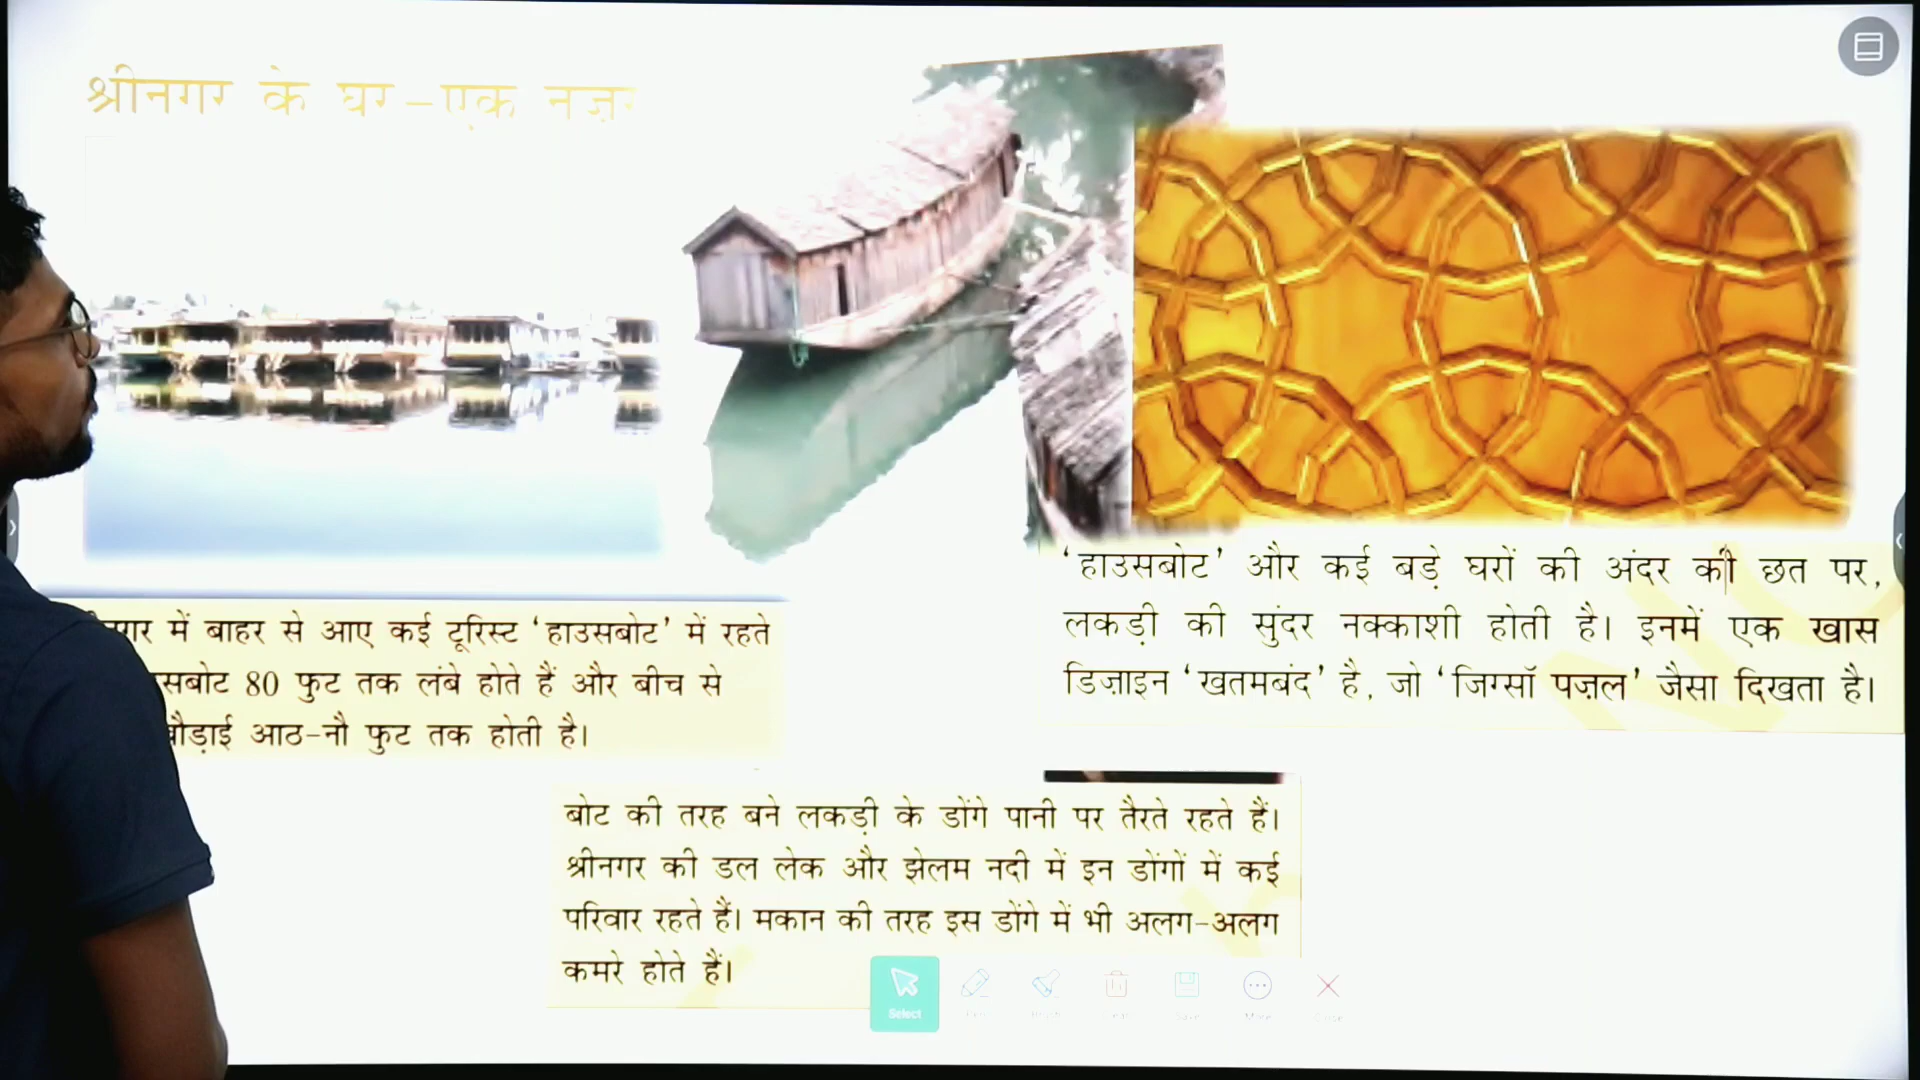 श्रीनगर के घर–एक नज़र
में बाहर से आए कई टूरिस्ट ‘हाउसबोट’ में रहते
80 फुट तक लंबे होते हैं और बीच से
आठ-नौ फुट तक होती है।
‘हाउसबोट’ और कई बड़े घरों की अंदर की छत पर,
लकड़ी की सुंदर नक्काशी होती है। इनमें एक खास
डिज़ाइन ‘खतमबंद’ है, जो ‘जिग्सॉ पज़ल’ जैसा दिखता है।
बोट की तरह बने लकड़ी के डोंगे पानी पर तैरते रहते हैं।
श्रीनगर की डल लेक और झेलम नदी में इन डोंगों में कई
परिवार रहते हैं। मकान की तरह इस डोंगे में भी अलग-अलग
कमरे होते हैं।
Select